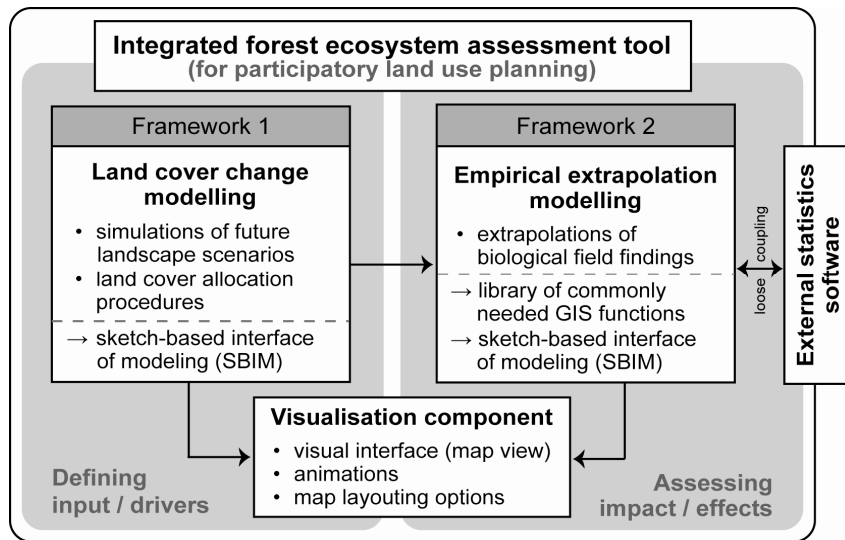 Integrated forest ecosystem assessment tool
(for participatory land use planning)
Framework 1
Land cover change
modelling
• simulations of future
landscape scenarios
• land cover allocation
procedures
→ sketch-based interface
of modeling (SBIM)
Framework 2
Empirical extrapolation
modelling
• extrapolations of
biological field findings
→ library of commonly
needed GIS functions
→ sketch-based interface
of modeling (SBIM)
loose coupling
External statistics
software
Visualisation component
• visual interface (map view)
• animations
• map layouting options
Defining
input / drivers
Assessing
impact / effects